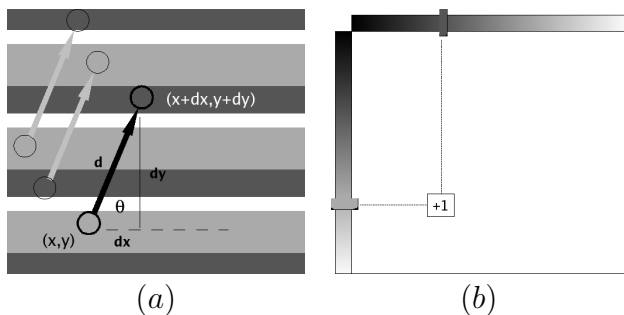 (x+dx,y+dy)
d
dy
θ
+1
(x,y)
dx
(a)
(b)